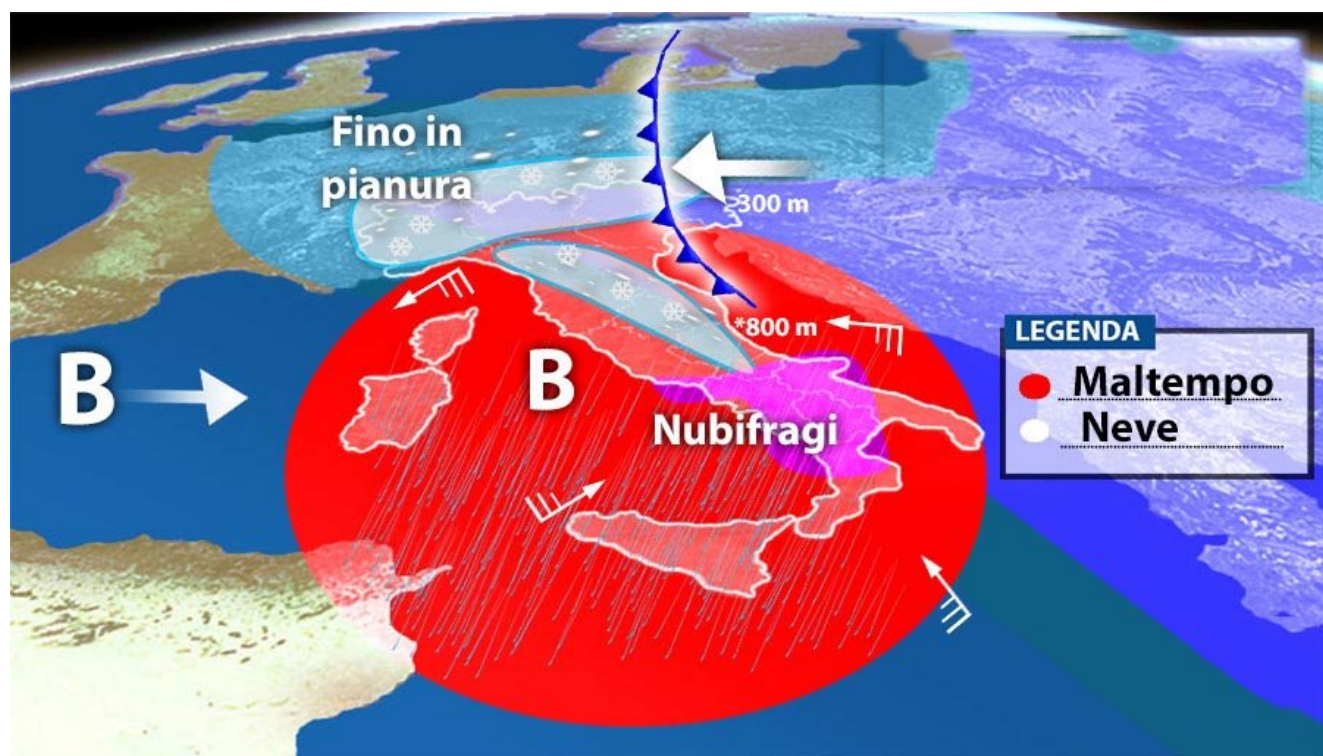 Fino in
pianura
300 m
*800 m
B
B
Nubifragi
LEGENDA
Maltempo
Neve